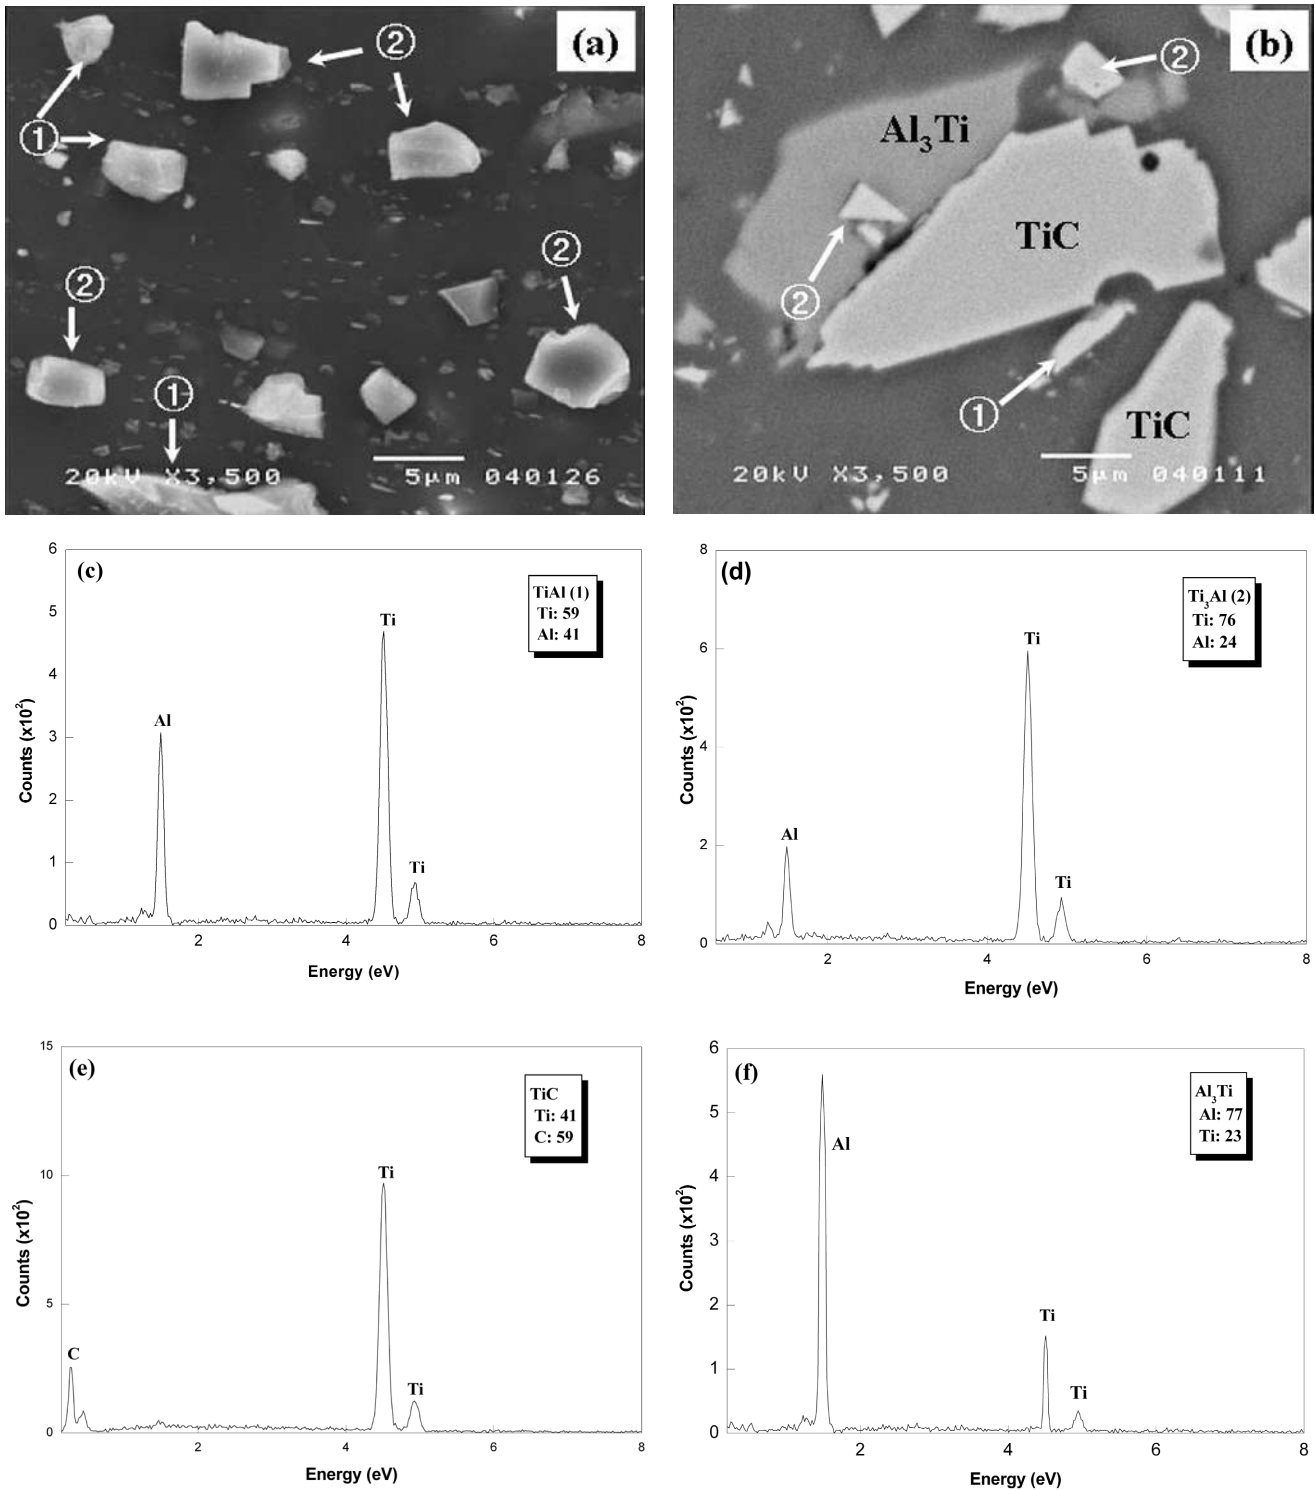 (a)
①
②
②
①
②
20kV X3,500 5µm 040126
(b)
②
Al3Ti
TiC
②
①
TiC
20kV X3,500 5µm 040111
(c)
TiAl (1)
Ti: 59
Al: 41
Ti
Al
Ti
6
5
4
3
2
1
0
2 4 6 8
Counts (x10²)
Energy (eV)
(d)
Ti3Al (2)
Ti: 76
Al: 24
Ti
Al
Ti
8
6
4
2
0
2 4 6 8
Counts (x10²)
Energy (eV)
(e)
TiC
Ti: 41
C: 59
Ti
C
Ti
15
10
5
0
2 4 6 8
Counts (x10²)
Energy (eV)
(f)
Al3Ti
Al: 77
Ti: 23
Al
Ti
Ti
6
5
4
3
2
1
0
2 4 6 8
Counts (x10²)
Energy (eV)